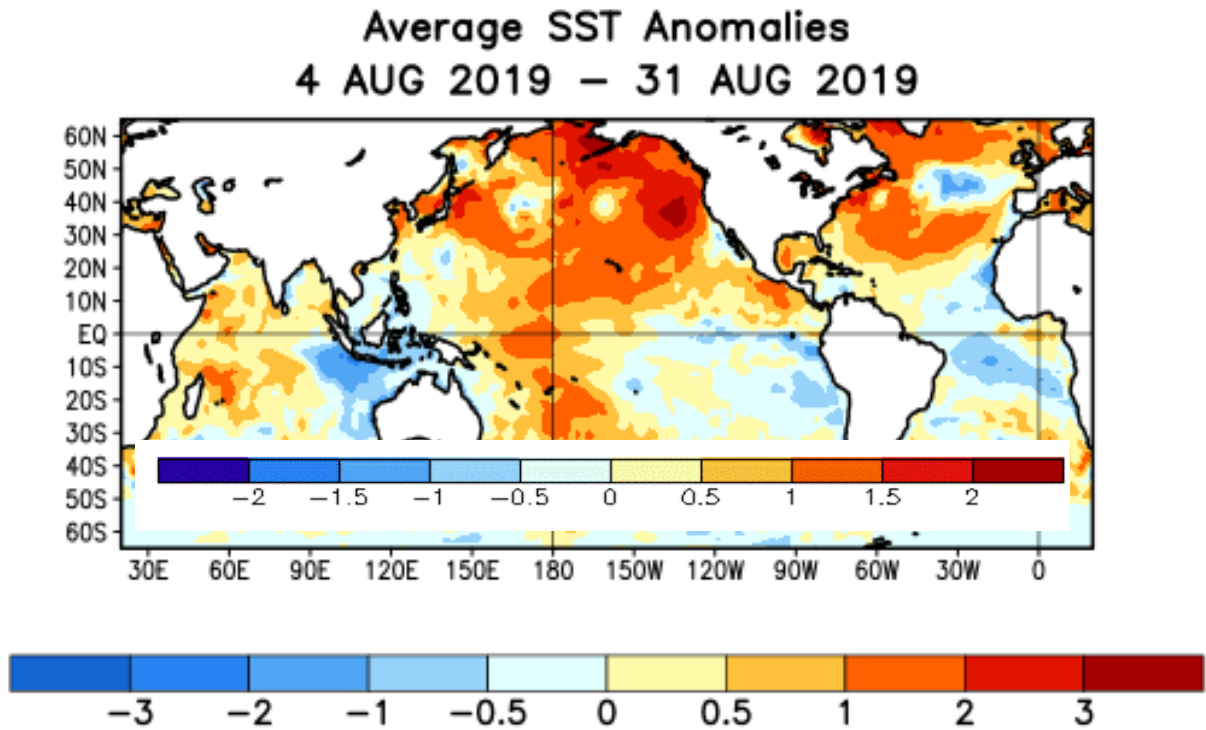 Average SST Anomalies
4 AUG 2019 – 31 AUG 2019
60N
50N
40N
30N
20N
10N
EQ
10S
20S
30S
40S
50S
60S
−2 −1.5 −1 −0.5 0 0.5 1 1.5 2
30E 60E 90E 120E 150E 180 150W 120W 90W 60W 30W 0
−3 −2 −1 −0.5 0 0.5 1 2 3